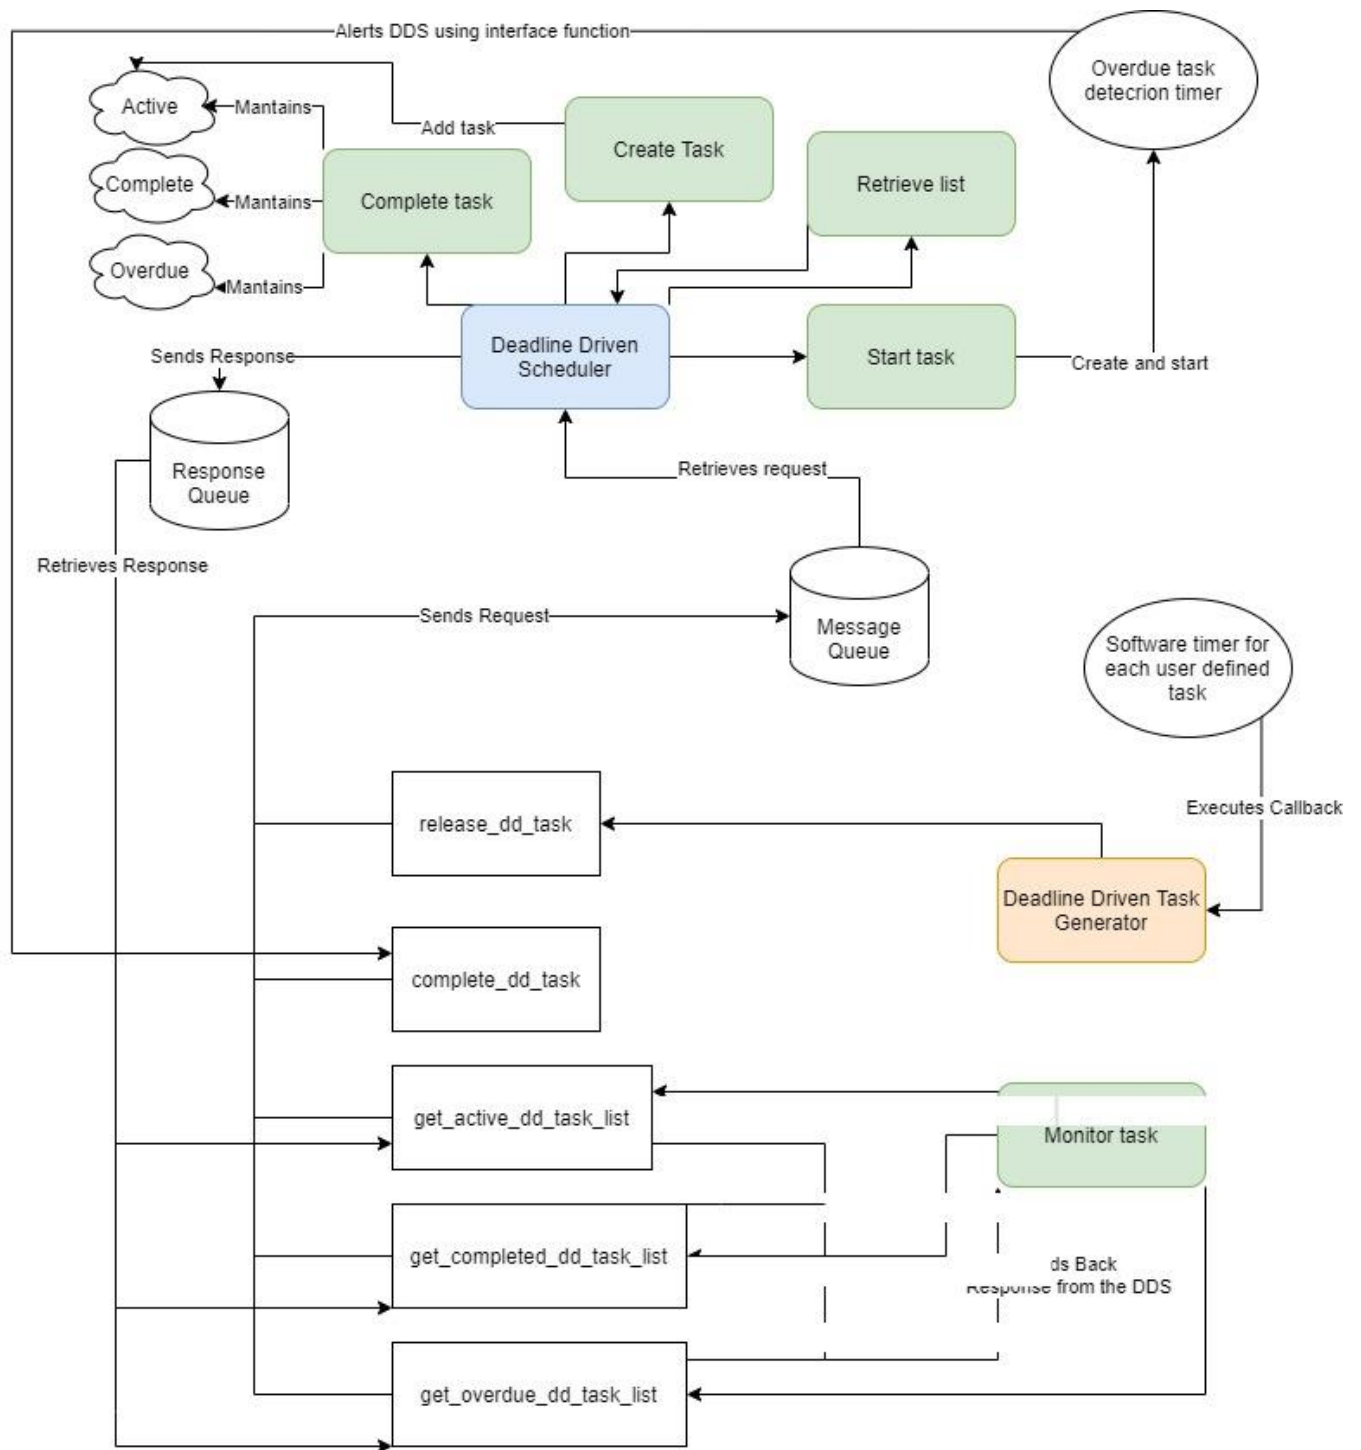 Alerts DDS using interface function
Overdue task
detecrion timer
Active
Mantains
Add task
Create Task
Complete
Mantains
Complete task
Retrieve list
Overdue
Mantains
Sends Response
Deadline Driven
Scheduler
Start task
Create and start
Response
Queue
Retrieves request
Retrieves Response
Sends Request
Message
Queue
Software timer for
each user defined
task
release_dd_task
Executes Callback
Deadline Driven Task
Generator
complete_dd_task
get_active_dd_task_list
Monitor task
get_completed_dd_task_list
Back
Response from the DDS
get_overdue_dd_task_list